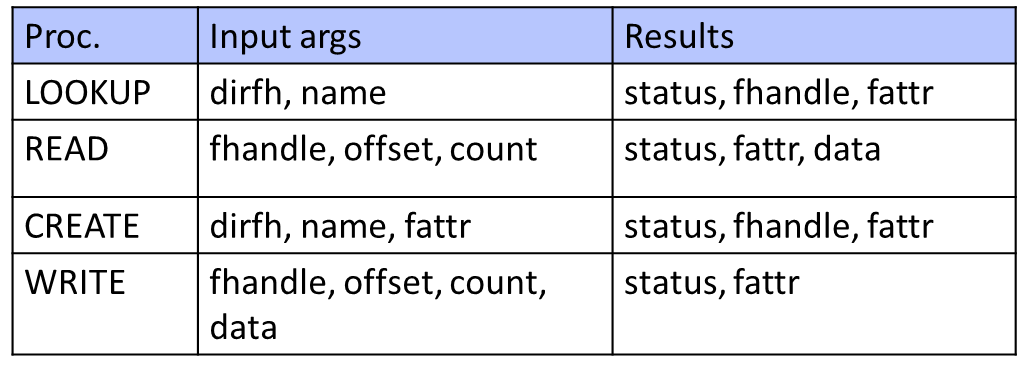 Proc. Input args Results
LOOKUP dirfh, name status, fhandle, fattr
READ fhandle, offset, count status, fattr, data
CREATE dirfh, name, fattr status, fhandle, fattr
WRITE fhandle, offset, count, status, fattr
data